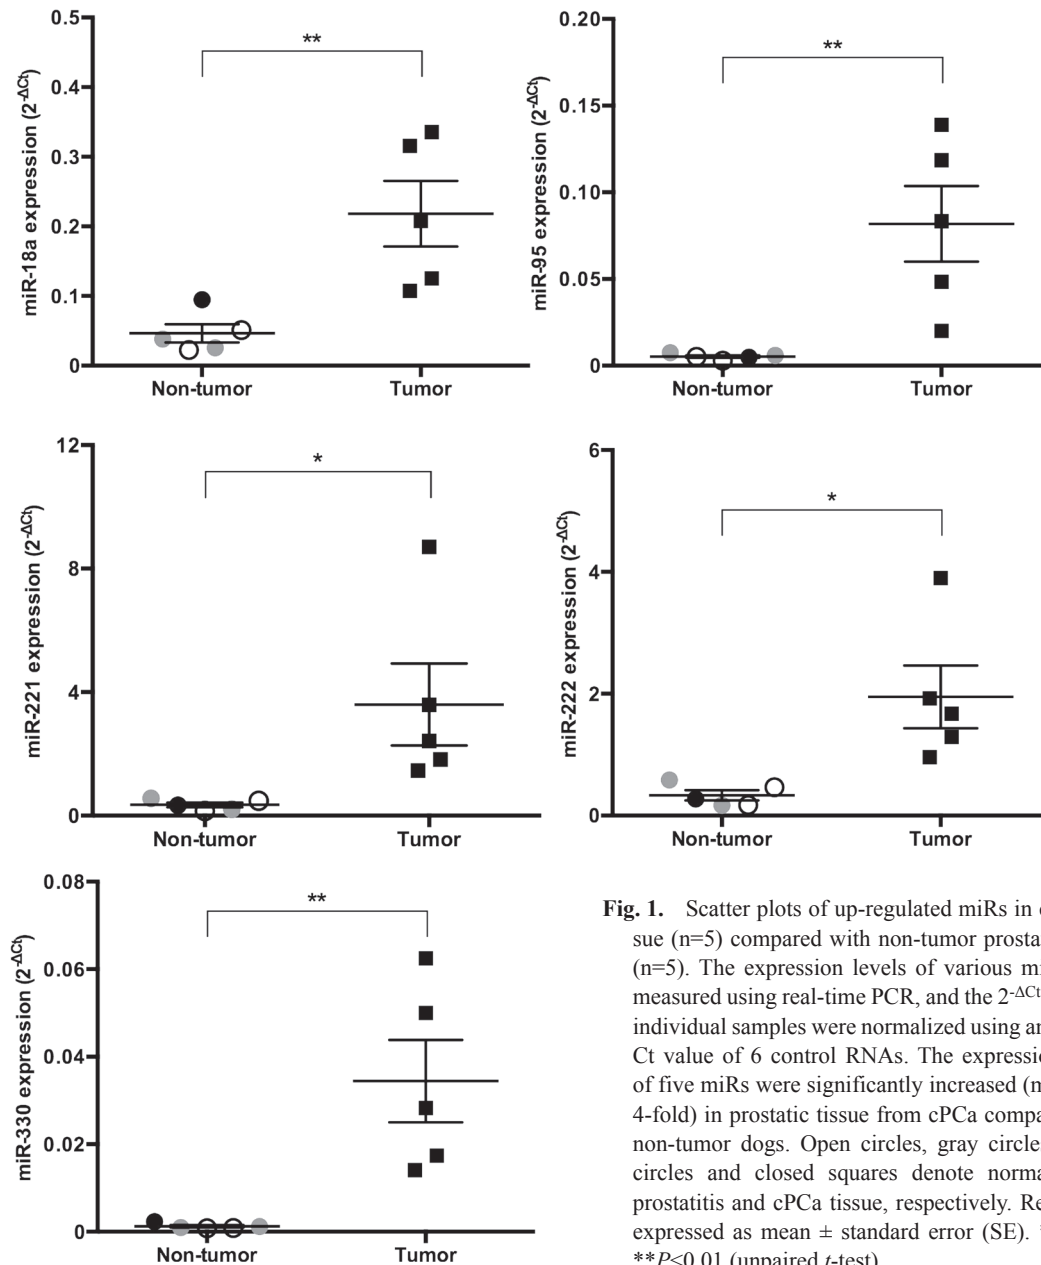 0.5
0.4
0.3
0.2
0.1
0
miR-18a expression (2-ΔCt)
**
Non-tumor
Tumor
0.20
0.15
0.10
0.05
0
miR-95 expression (2-ΔCt)
**
Non-tumor
Tumor
12
8
4
0
miR-221 expression (2-ΔCt)
*
Non-tumor
Tumor
6
4
2
0
miR-222 expression (2-ΔCt)
*
Non-tumor
Tumor
0.08
0.06
0.04
0.02
0
miR-330 expression (2-ΔCt)
**
Non-tumor
Tumor
Fig. 1. Scatter plots of up-regulated miRs in
sue (n=5) compared with non-tumor
(n=5). The expression levels of various
measured using real-time PCR, and the 2-ΔCt
individual samples were normalized using
Ct value of 6 control RNAs. The
of five miRs were significantly increased
4-fold) in prostatic tissue from cPCa
non-tumor dogs. Open circles, gray
circles and closed squares denote
prostatitis and cPCa tissue, respectively.
expressed as mean ± standard error (SE).
**P<0.01 (unpaired t-test)